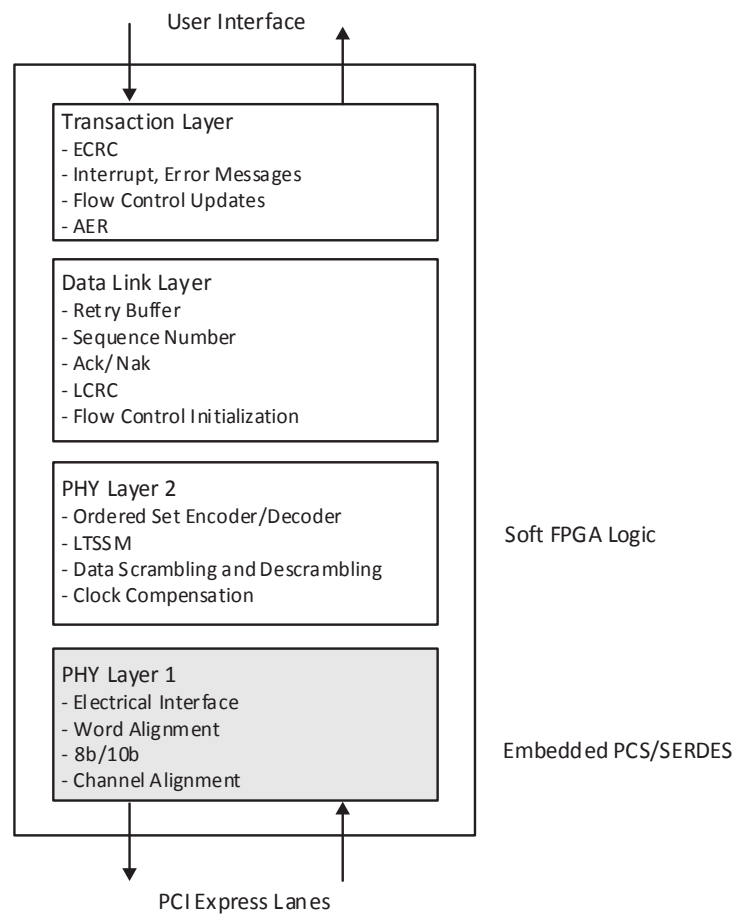 User Interface
Transaction Layer
- ECRC
- Interrupt, Error Messages
- Flow Control Updates
- AER
Data Link Layer
- Retry Buffer
- Sequence Number
- Ack/Nak
- LCRC
- Flow Control Initialization
PHY Layer 2
- Ordered Set Encoder/Decoder
- LTSSM
- Data Scrambling and Descrambling
- Clock Compensation
Soft FPGA Logic
PHY Layer 1
- Electrical Interface
- Word Alignment
- 8b/10b
- Channel Alignment
Embedded PCS/SERDES
PCI Express Lanes